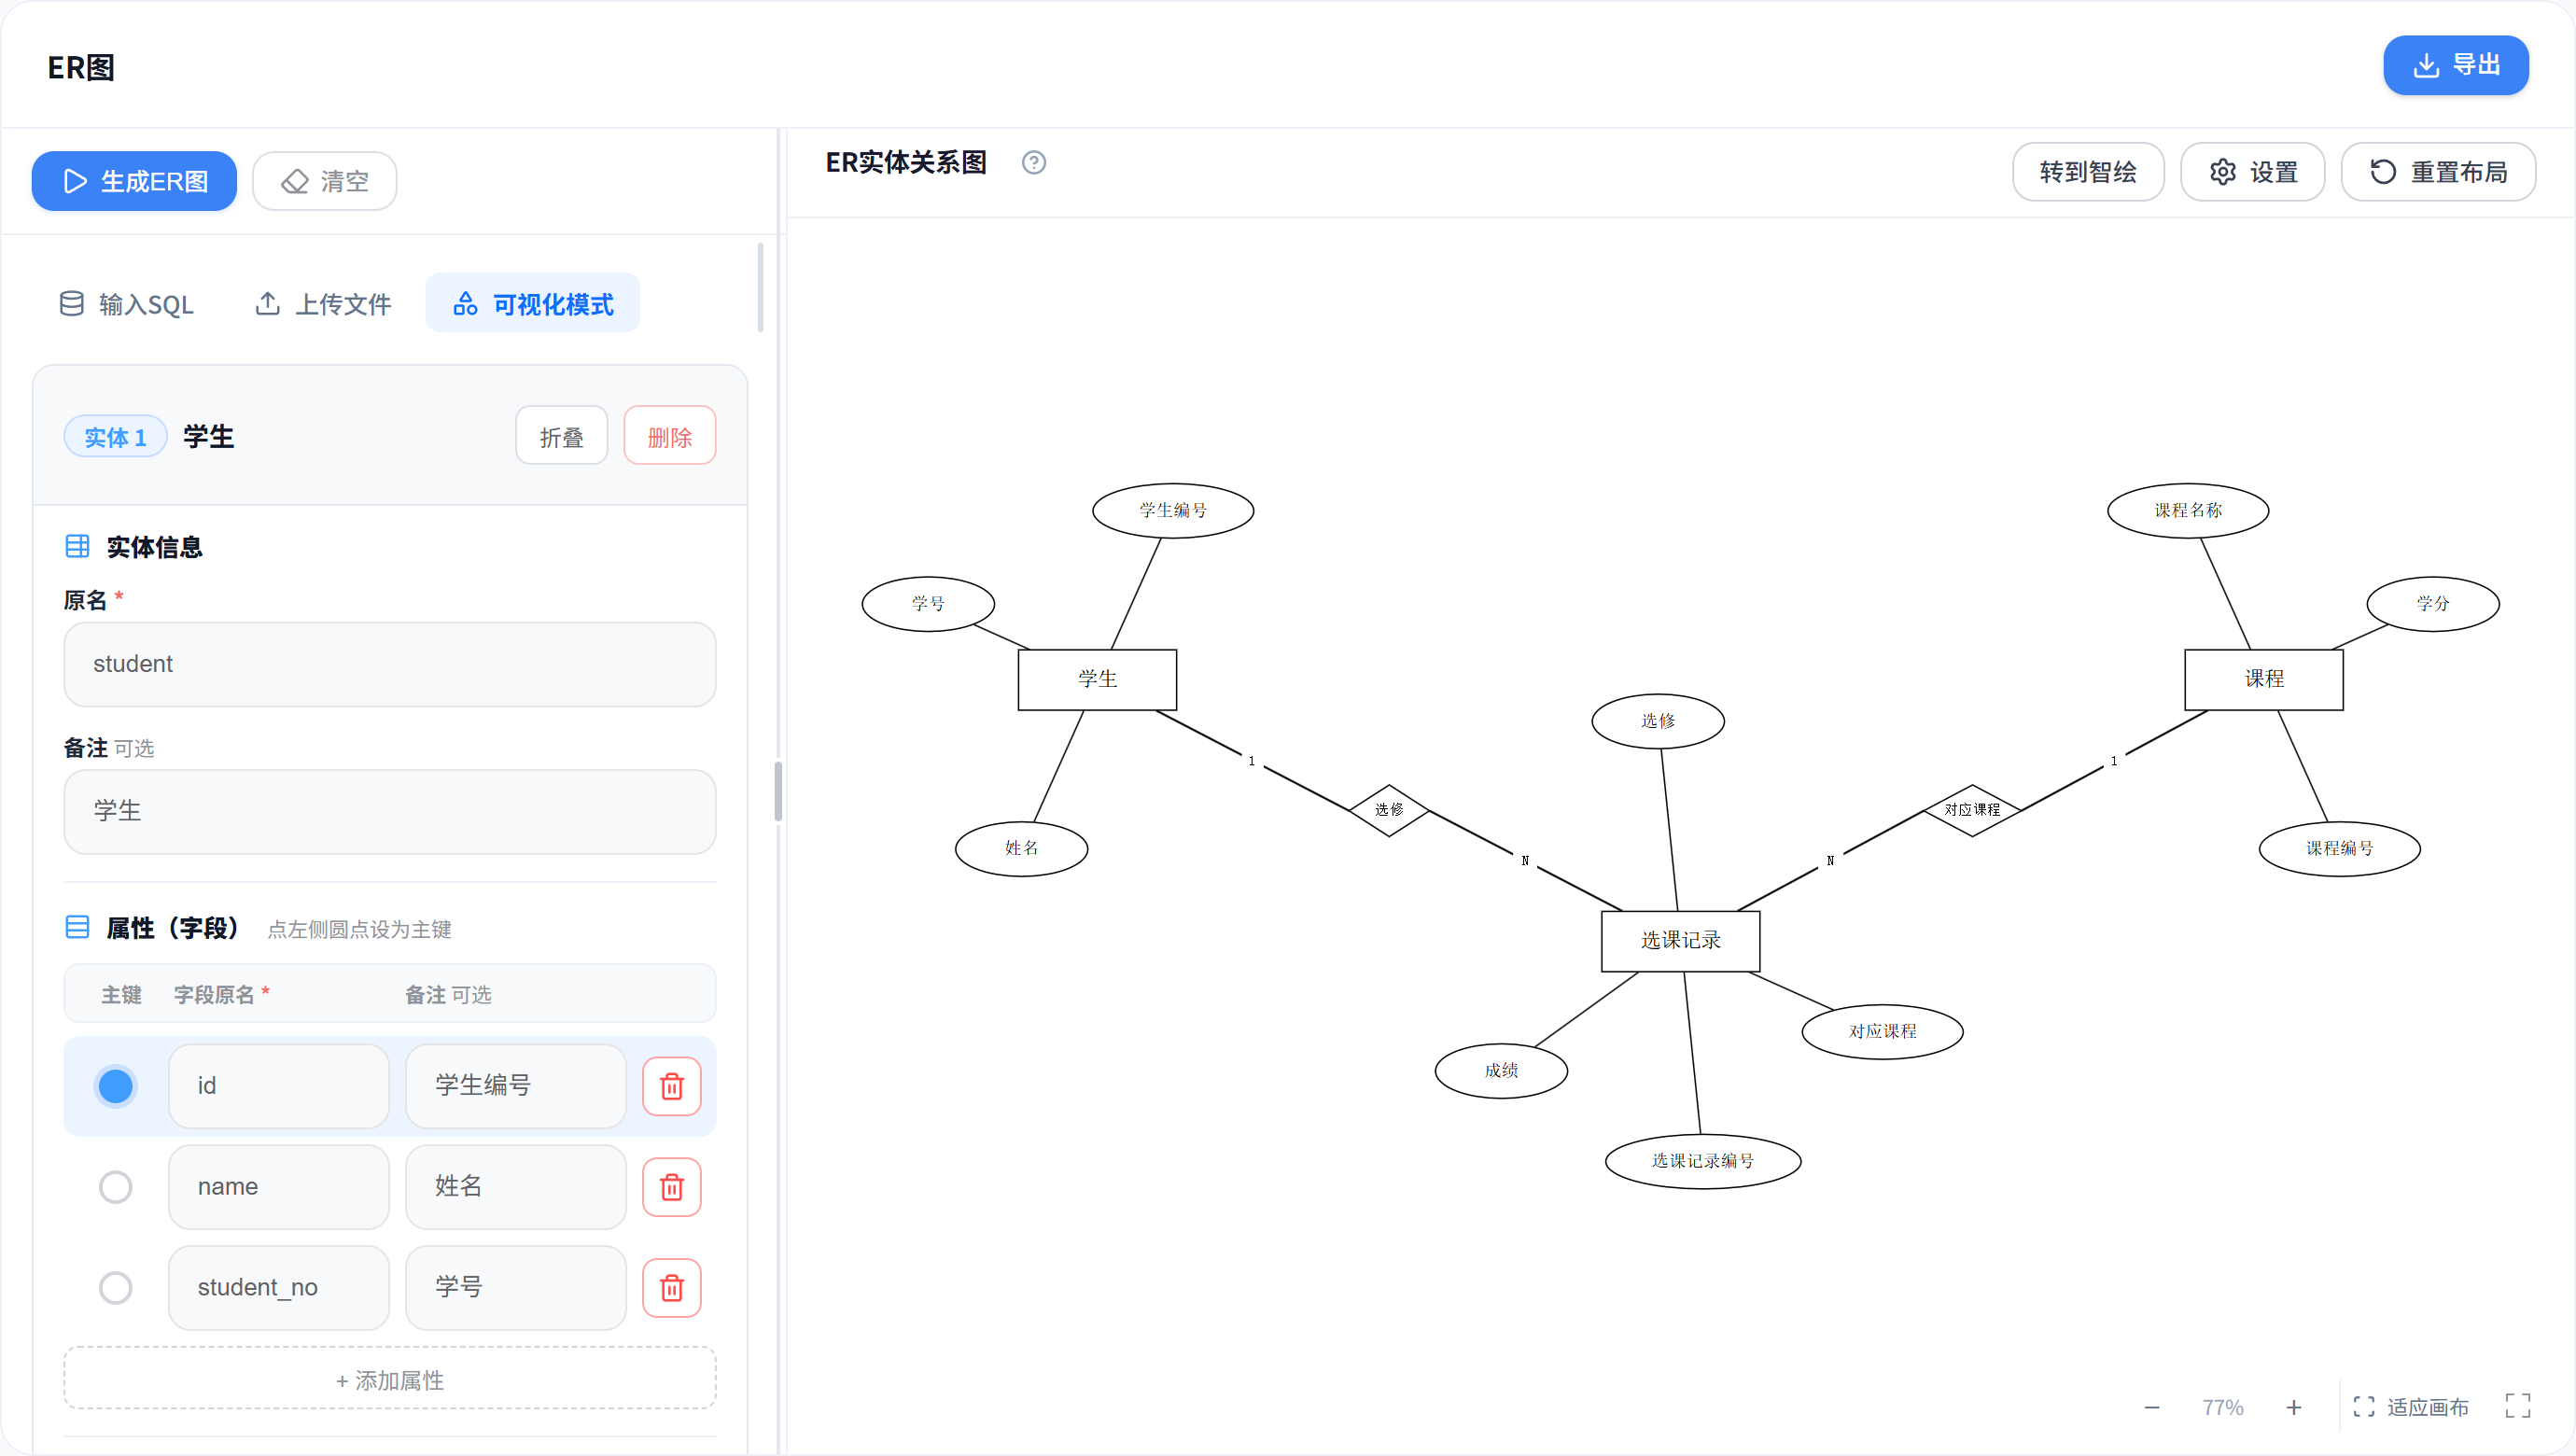 ER图
导出
生成ER图
清空
输入SQL
上传文件
可视化模式
实体 1
学生
折叠
删除
实体信息
原名 *
student
备注 可选
学生
属性（字段） 点左侧圆点设为主键
主键 字段原名 * 备注 可选
id 学生编号
name 姓名
student_no 学号
+ 添加属性
ER实体关系图
转到智绘
设置
重置布局
学生编号
课程名称
学号
学分
学生
课程
选修
1
1
选修
对应课程
姓名
课程编号
N
N
选课记录
对应课程
成绩
选课记录编号
77%
适应画布